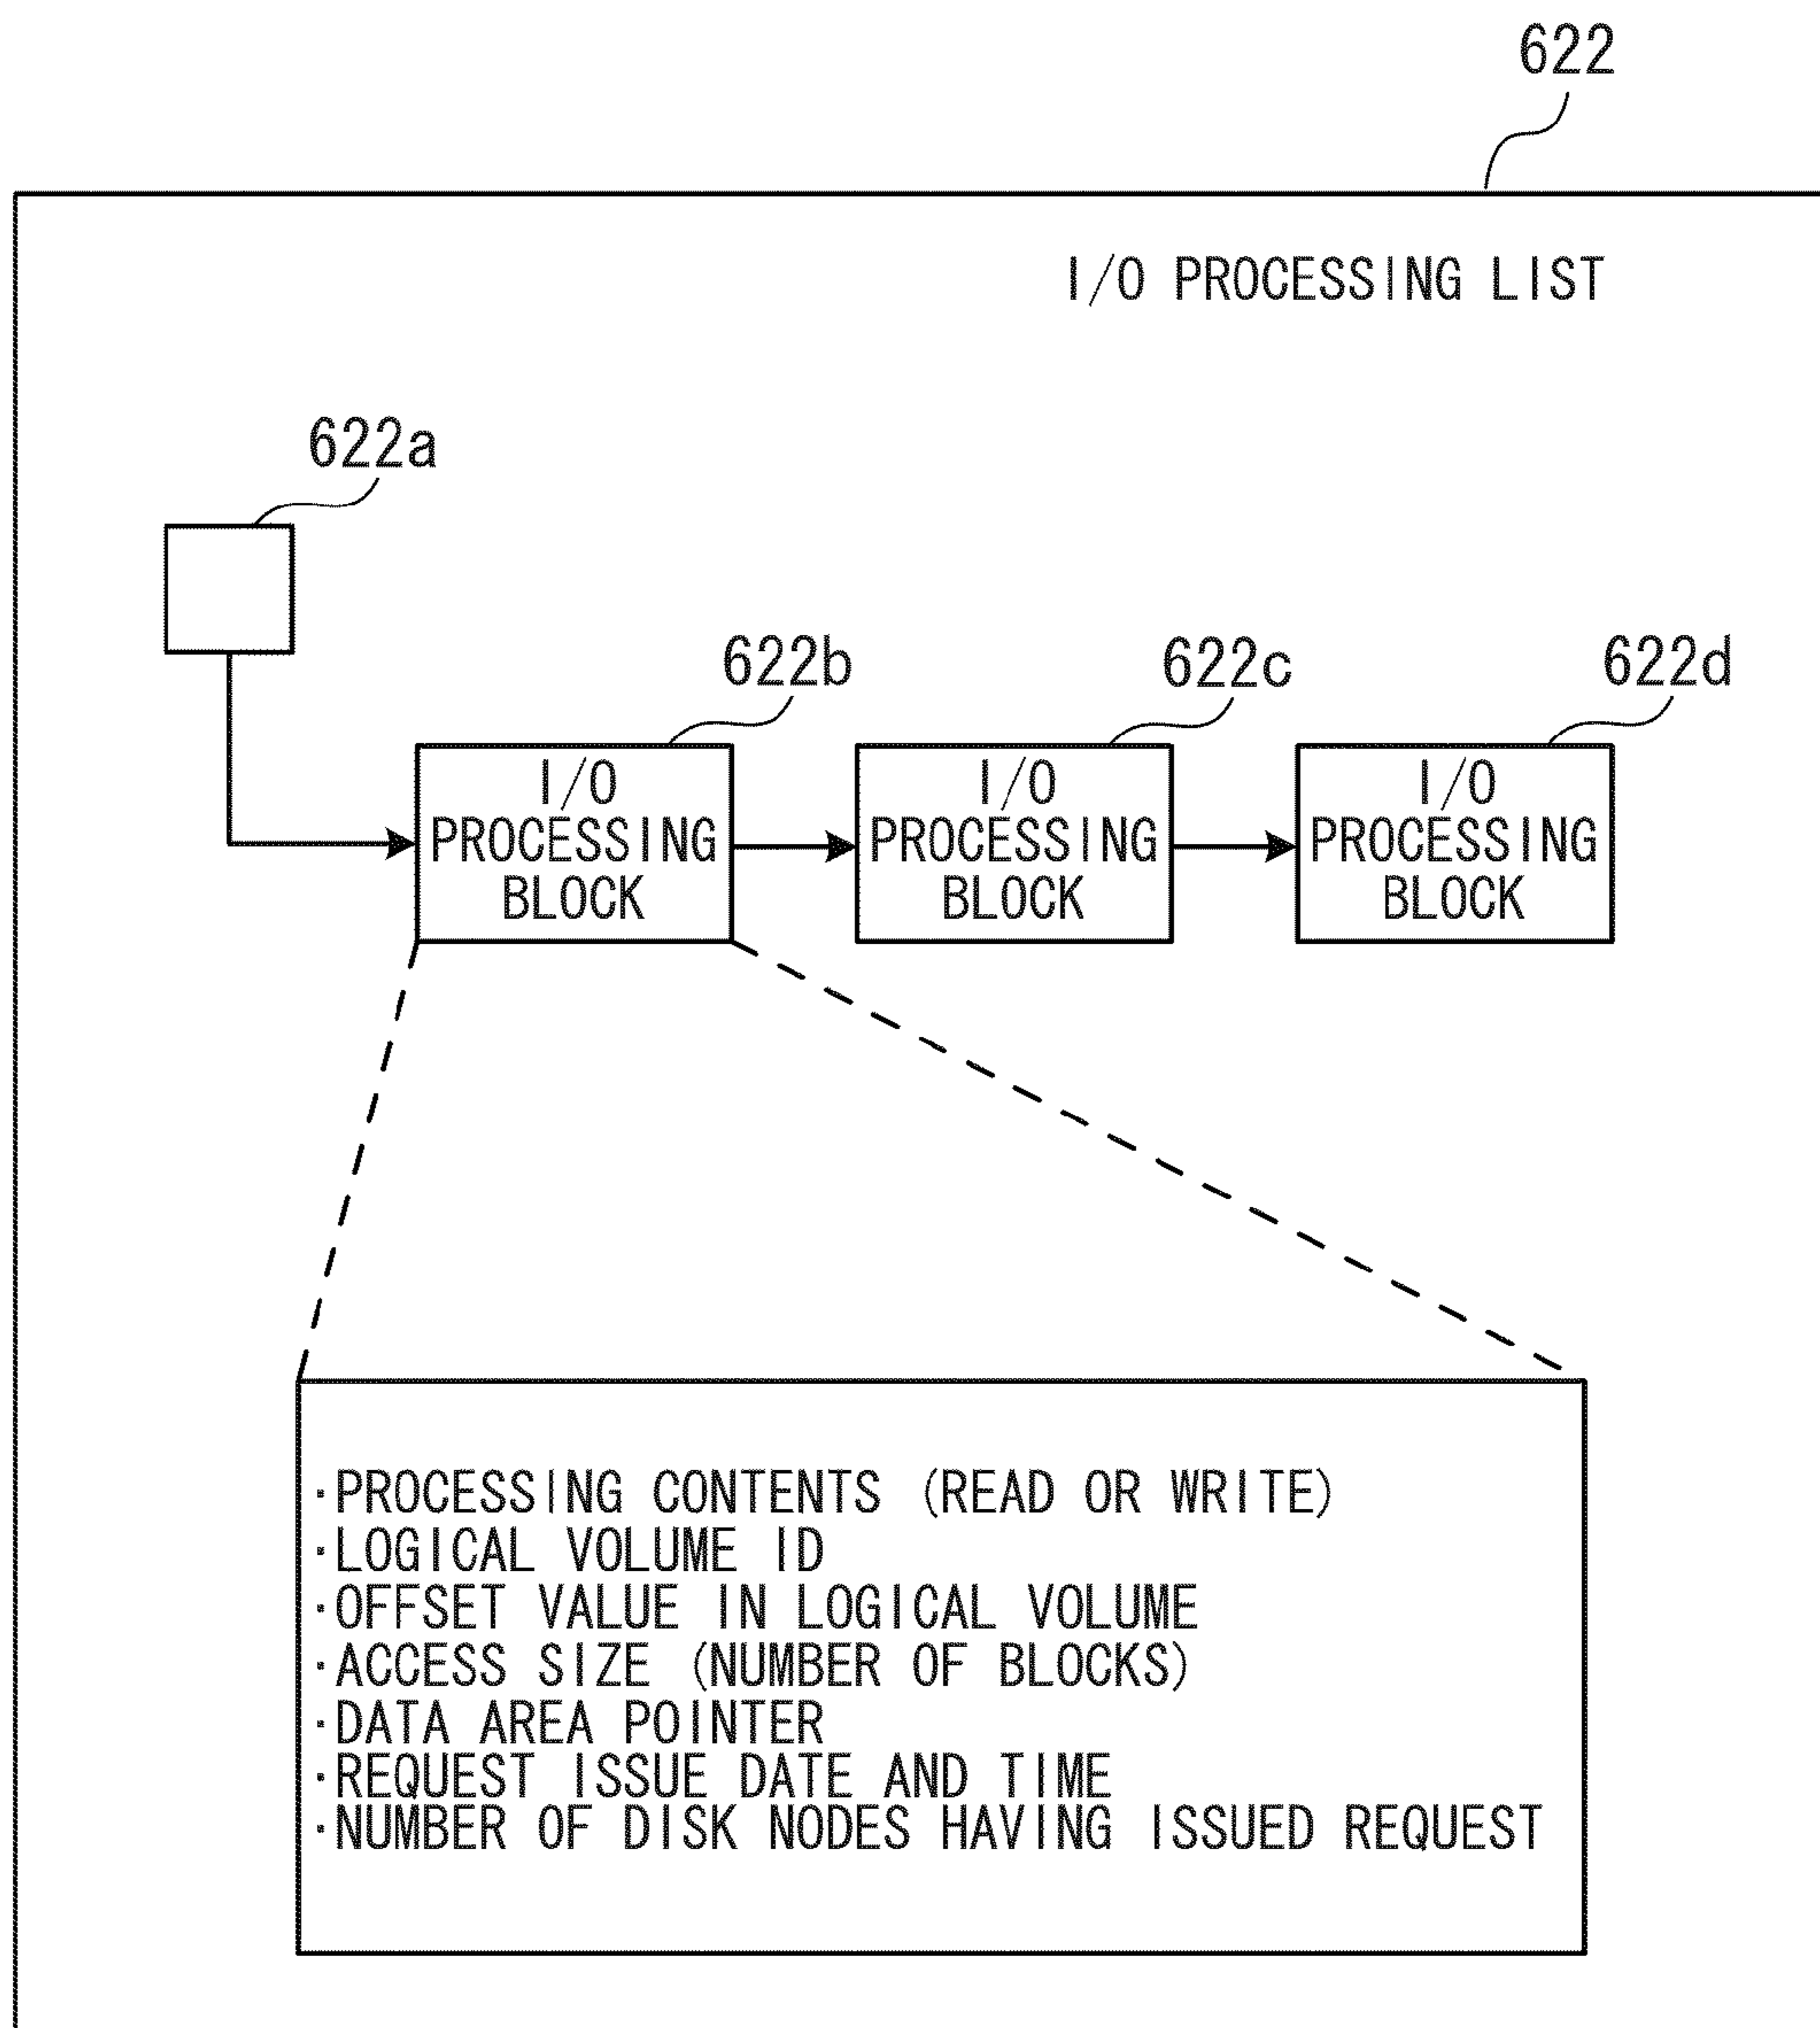 622
I/O PROCESSING LIST
622a
622b
622c
622d
I/O
PROCESSING
BLOCK
I/O
PROCESSING
BLOCK
I/O
PROCESSING
BLOCK
·PROCESSING CONTENTS (READ OR WRITE)
·LOGICAL VOLUME ID
·OFFSET VALUE IN LOGICAL VOLUME
·ACCESS SIZE (NUMBER OF BLOCKS)
·DATA AREA POINTER
·REQUEST ISSUE DATE AND TIME
·NUMBER OF DISK NODES HAVING ISSUED REQUEST